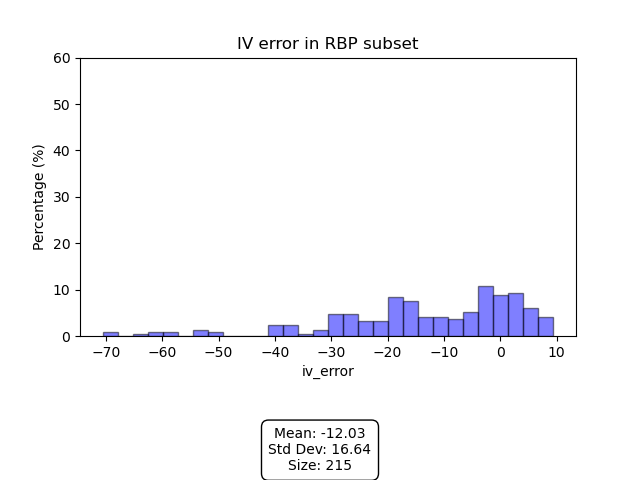 IV error in RBP subset
60
50
40
30
20
10
0
Percentage (%)
−70 −60 −50 −40 −30 −20 −10 0 10
iv_error
Mean: -12.03
Std Dev: 16.64
Size: 215